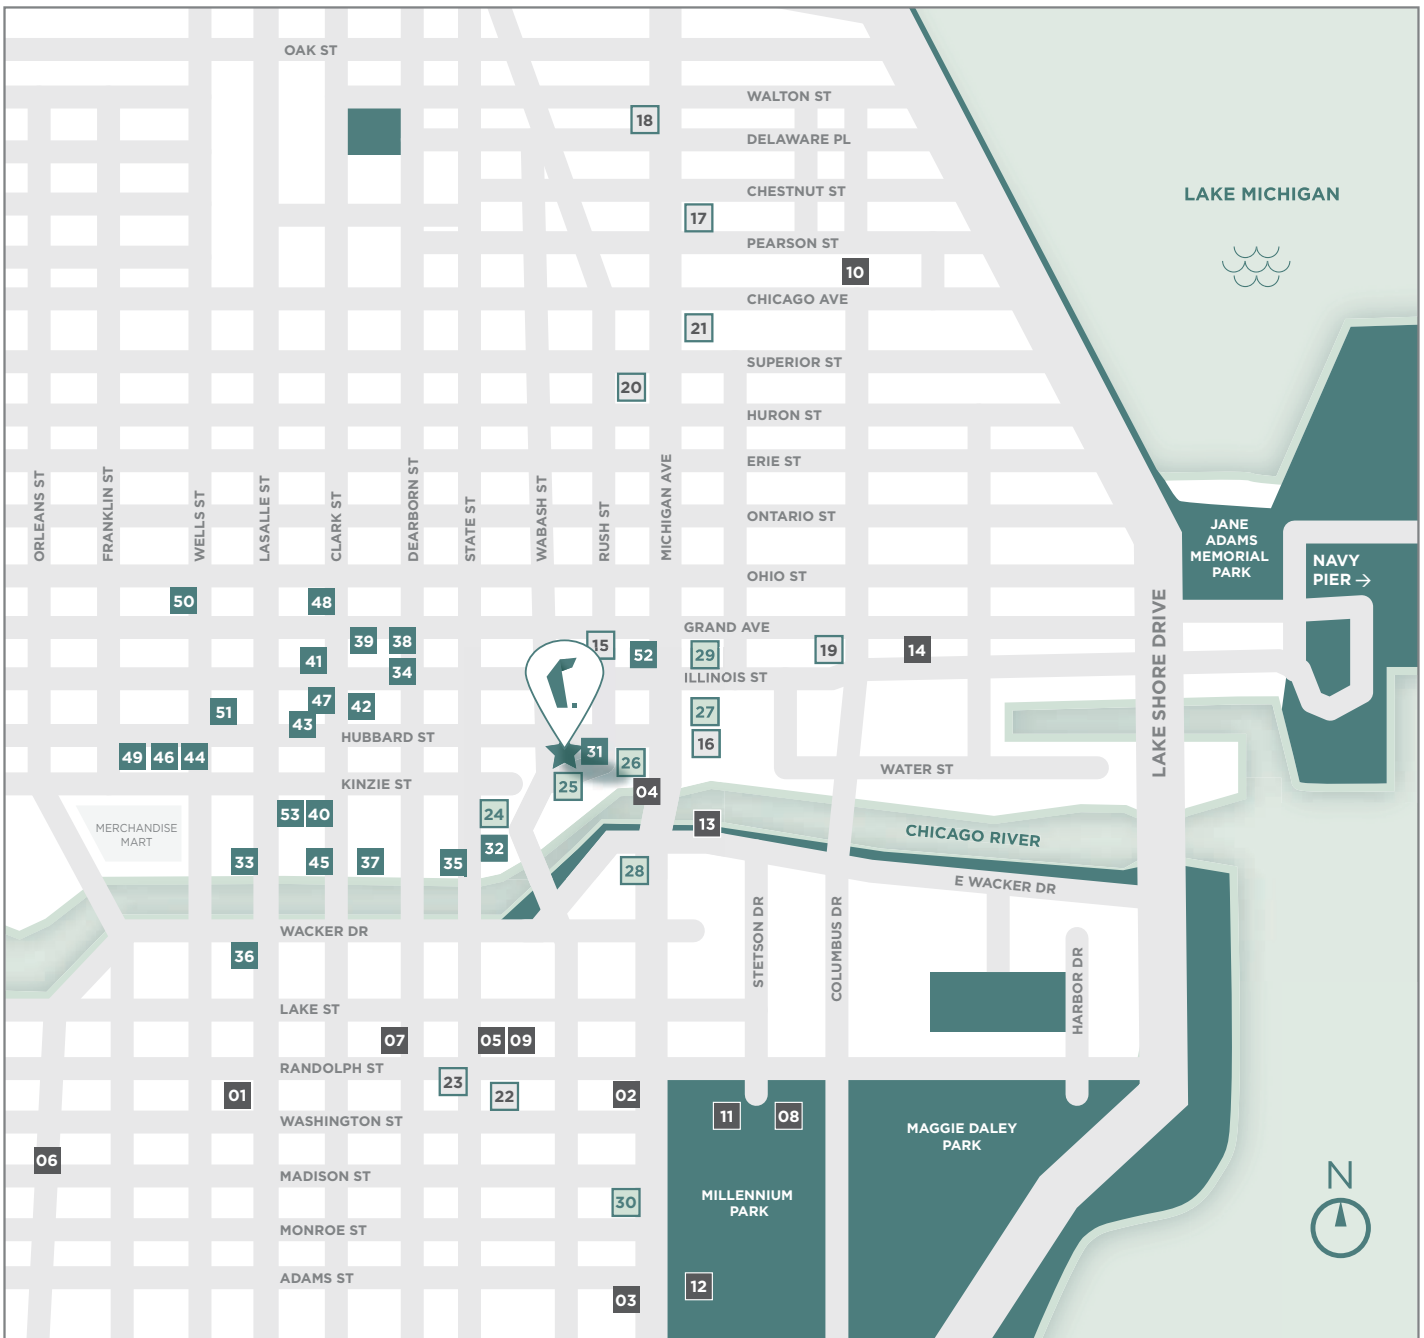 OAK ST
WALTON ST
18
DELAWARE PL
CHESTNUT ST
LAKE MICHIGAN
17
PEARSON ST
10
CHICAGO AVE
21
SUPERIOR ST
20
HURON ST
ERIE ST
ORLEANS ST
FRANKLIN ST
WELLS ST
LASALLE ST
CLARK ST
DEARBORN ST
STATE ST
WABASH ST
RUSH ST
MICHIGAN AVE
ONTARIO ST
JANE
ADAMS
MEMORIAL
PARK
NAVY
PIER →
OHIO ST
50
48
GRAND AVE
39
38
15
52
29
19
14
41
34
ILLINOIS ST
LAKE SHORE DRIVE
47
42
51
43
27
HUBBARD ST
16
49
46
44
31
26
WATER ST
KINZIE ST
25
04
53
40
24
13
MERCHANDISE
MART
CHICAGO RIVER
33
45
37
35
32
28
E WACKER DR
WACKER DR
STETSON DR
COLUMBUS DR
HARBOR DR
36
LAKE ST
07
05
09
RANDOLPH ST
23
01
22
02
11
08
WASHINGTON ST
MAGGIE DALEY
PARK
06
MADISON ST
N
30
MILLENNIUM
PARK
MONROE ST
ADAMS ST
03
12